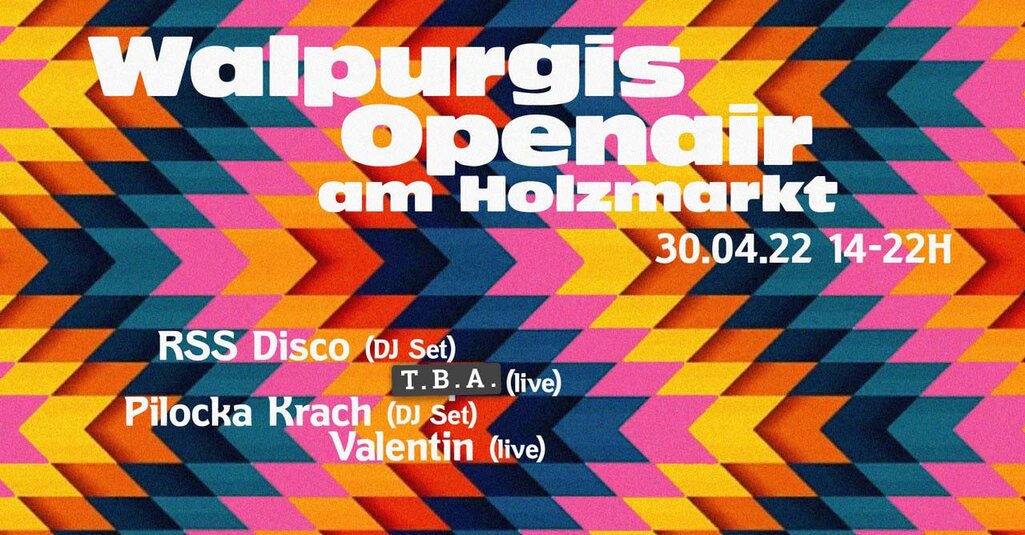 Walpurgis
Openair
am Holzmarkt
30.04.22 14-22H
RSS Disco (DJ Set)
T.B.A. (live)
Pilocka Krach (DJ Set)
Valentin (live)